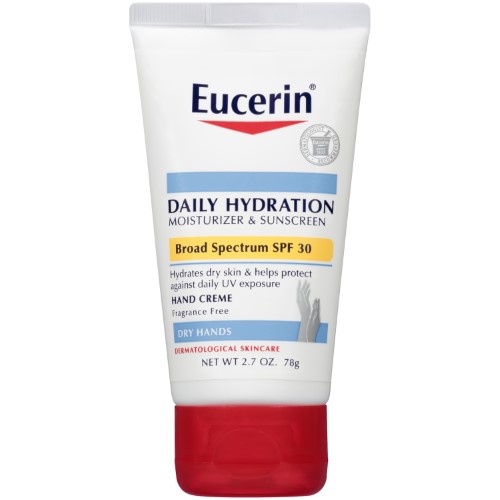 Eucerin®
DAILY HYDRATION
MOISTURIZER & SUNSCREEN
Broad Spectrum SPF 30
Hydrates dry skin & helps protect
against daily UV exposure
HAND CREME
Fragrance Free
DRY HANDS
DERMATOLOGICAL SKINCARE
NET WT 2.7 OZ. 78g